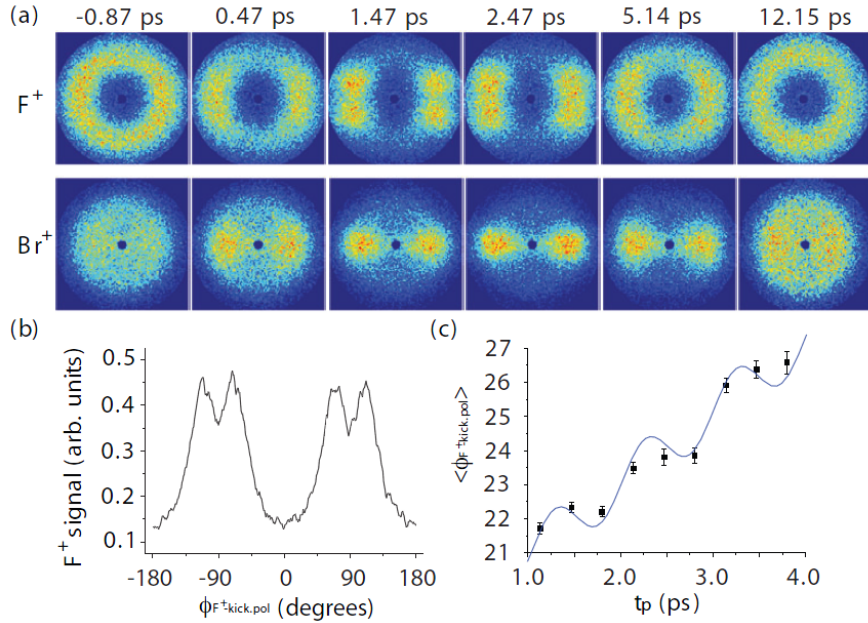 (a) -0.87 ps 0.47 ps 1.47 ps 2.47 ps 5.14 ps 12.15 ps
F+
Br+
(b)
F+ signal (arb. units)
0.5
0.4
0.3
0.2
0.1
-180 -90 0 90 180
ϕF+-kick.pol (degrees)
(c)
<ϕF+-kick.pol>
27
26
25
24
23
22
21
1.0 2.0 3.0 4.0
tp (ps)